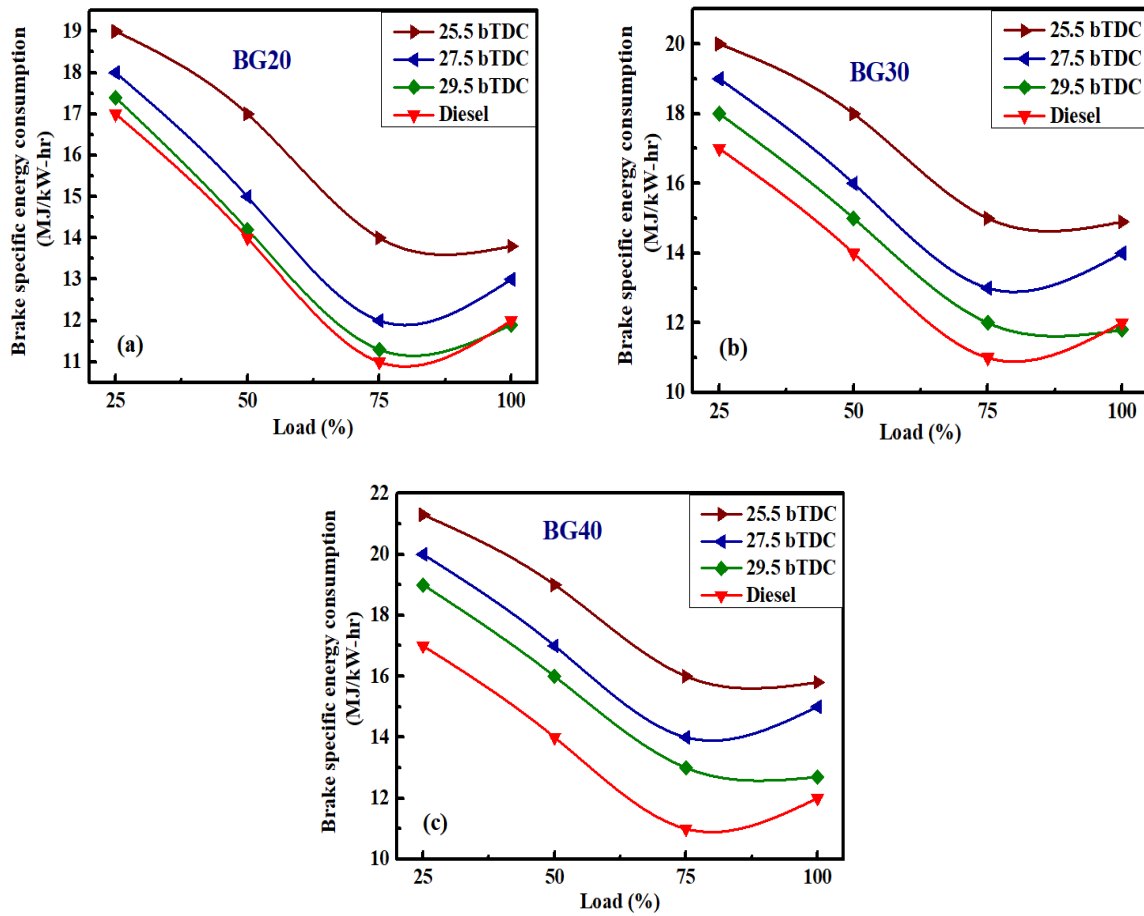 Brake specific energy consumption
(MJ/kW-hr)
19
18
17
16
15
14
13
12
11
BG20
25.5 bTDC
27.5 bTDC
29.5 bTDC
Diesel
(a)
25 50 75 100
Load (%)
Brake specific energy consumption
(MJ/kW-hr)
20
18
16
14
12
10
BG30
25.5 bTDC
27.5 bTDC
29.5 bTDC
Diesel
(b)
25 50 75 100
Load (%)
Brake specific energy consumption
(MJ/kW-hr)
22
20
18
16
14
12
10
BG40
25.5 bTDC
27.5 bTDC
29.5 bTDC
Diesel
(c)
25 50 75 100
Load (%)